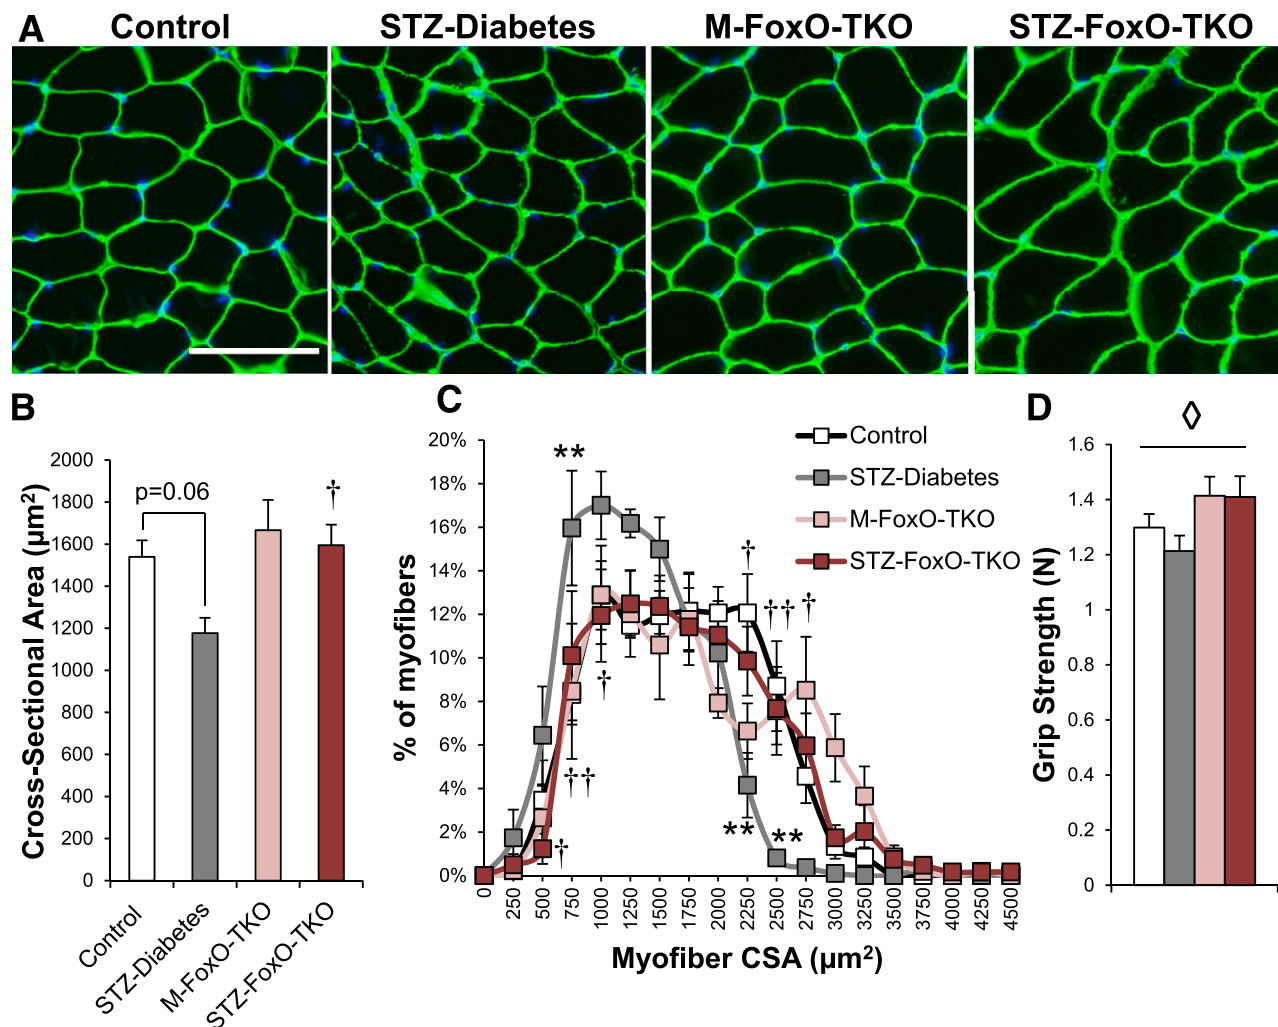 A
Control STZ-Diabetes M-FoxO-TKO STZ-FoxO-TKO
B
Cross-Sectional Area (µm²)
2000
1800
1600
1400
1200
1000
800
600
400
200
0
p=0.06
†
Control
STZ-Diabetes
M-FoxO-TKO
STZ-FoxO-TKO
C
% of myofibers
20%
18%
16%
14%
12%
10%
8%
6%
4%
2%
0%
**
†
†† †
†
††
** **
†
Control
STZ-Diabetes
M-FoxO-TKO
STZ-FoxO-TKO
0 250 500 750 1000 1250 1500 1750 2000 2250 2500 2750 3000 3250 3500 3750 4000 4250 4500
Myofiber CSA (µm²)
D
◊
Grip Strength (N)
1.6
1.4
1.2
1
0.8
0.6
0.4
0.2
0